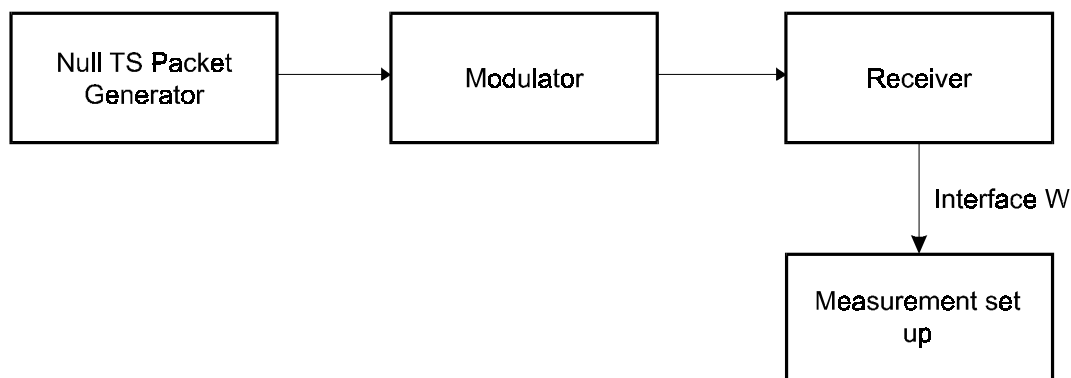 Null TS Packet
Generator
Modulator
Receiver
Interface W
Measurement set
up